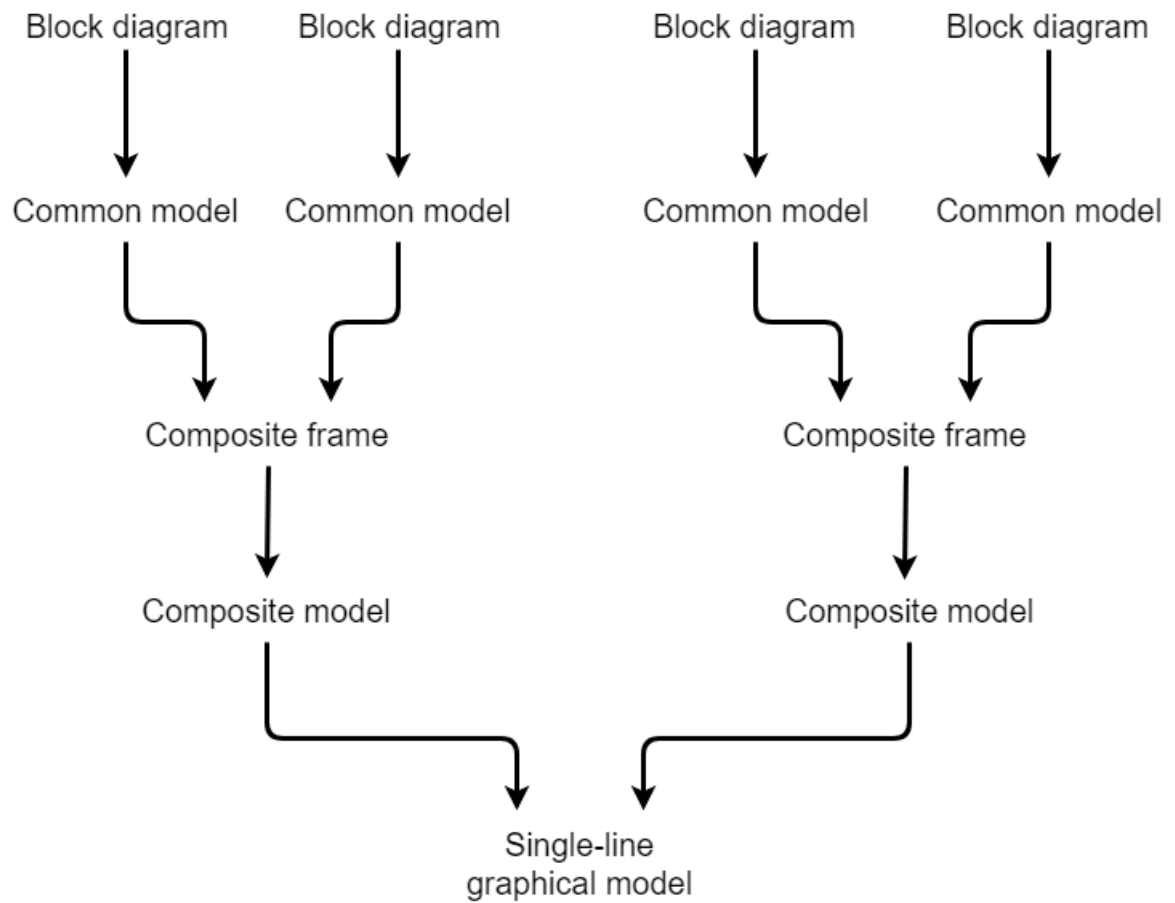 Block diagram
Block diagram
Block diagram
Block diagram
Common model
Common model
Common model
Common model
Composite frame
Composite frame
Composite model
Composite model
Single-line
graphical model